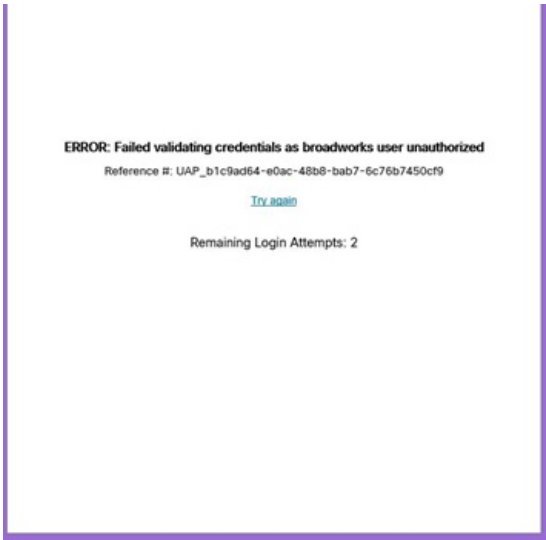 ERROR: Failed validating credentials as broadworks user unauthorized
Reference #: UAP_b1c9ad64-e0ac-48b8-bab7-6c76b7450cf9
Try again
Remaining Login Attempts: 2